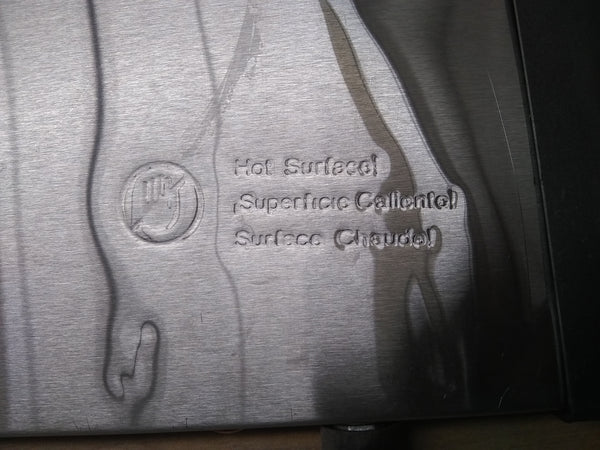 Hot Surface!
¡Superficie Caliente!
Surface Chaude!